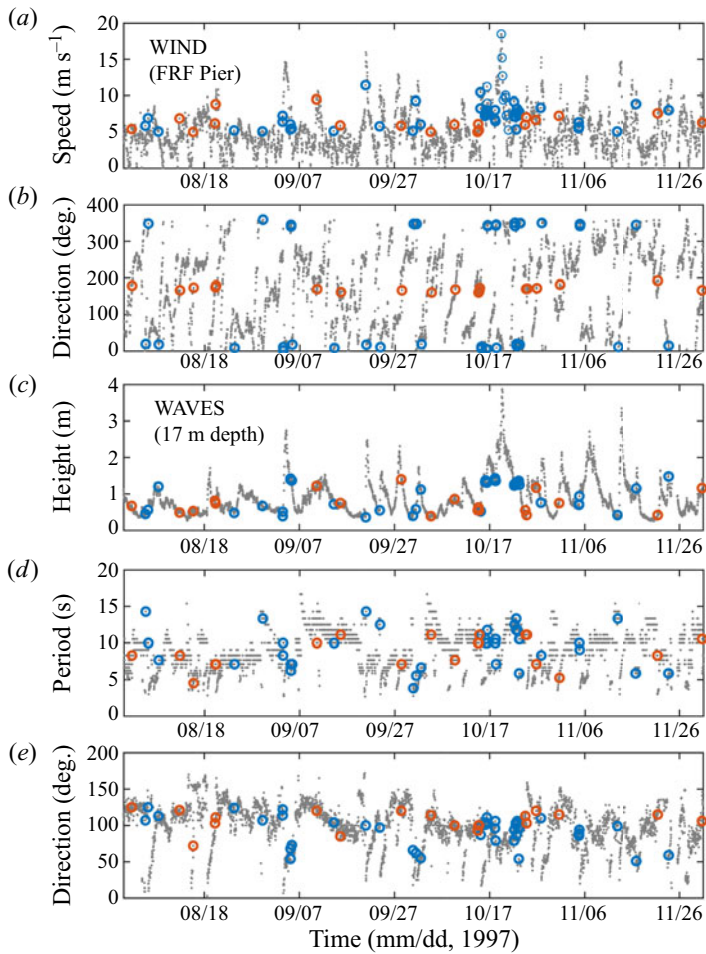 (a)
20
15
10
5
0
Speed (m s⁻¹)
WIND
(FRF Pier)
08/18 09/07 09/27 10/17 11/06 11/26
(b)
400
300
200
100
0
Direction (deg.)
08/18 09/07 09/27 10/17 11/06 11/26
(c)
4
3
2
1
0
Height (m)
WAVES
(17 m depth)
08/18 09/07 09/27 10/17 11/06 11/26
(d)
20
15
10
5
0
Period (s)
08/18 09/07 09/27 10/17 11/06 11/26
(e)
200
150
100
50
0
Direction (deg.)
08/18 09/07 09/27 10/17 11/06 11/26
Time (mm/dd, 1997)